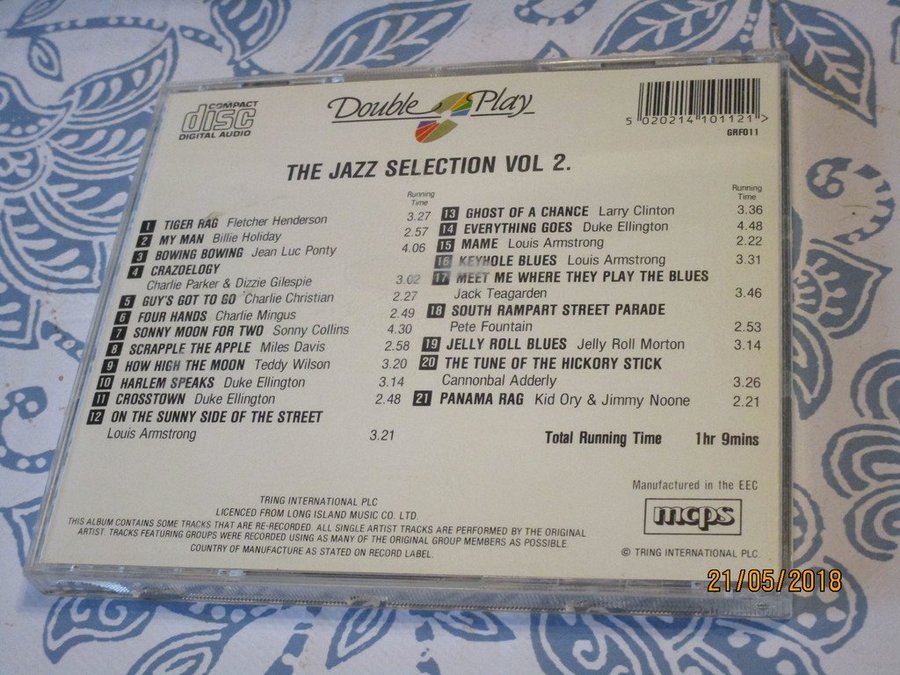 COMPACT
disc
DIGITAL AUDIO
Double Play
5 020214 101121 >
GRF011
THE JAZZ SELECTION VOL 2.
Running
Time
1 TIGER RAG Fletcher Henderson 3.27
2 MY MAN Billie Holiday 2.57
3 BOWING BOWING Jean Luc Ponty 4.06
4 CRAZOELOGY
Charlie Parker & Dizzie Gilespie 3.02
5 GUY'S GOT TO GO Charlie Christian 2.27
6 FOUR HANDS Charlie Mingus 2.49
7 SONNY MOON FOR TWO Sonny Collins 4.30
8 SCRAPPLE THE APPLE Miles Davis 2.58
9 HOW HIGH THE MOON Teddy Wilson 3.20
10 HARLEM SPEAKS Duke Ellington 3.14
11 CROSSTOWN Duke Ellington 2.48
12 ON THE SUNNY SIDE OF THE STREET
Louis Armstrong 3.21
Running
Time
13 GHOST OF A CHANCE Larry Clinton 3.36
14 EVERYTHING GOES Duke Ellington 4.48
15 MAME Louis Armstrong 2.22
16 KEYHOLE BLUES Louis Armstrong 3.31
17 MEET ME WHERE THEY PLAY THE BLUES
Jack Teagarden 3.46
18 SOUTH RAMPART STREET PARADE
Pete Fountain 2.53
19 JELLY ROLL BLUES Jelly Roll Morton 3.14
20 THE TUNE OF THE HICKORY STICK
Cannonbal Adderly 3.26
21 PANAMA RAG Kid Ory & Jimmy Noone 2.21
Total Running Time 1hr 9mins
TRING INTERNATIONAL PLC
LICENCED FROM LONG ISLAND MUSIC CO. LTD.
THIS ALBUM CONTAINS SOME TRACKS THAT ARE RE-RECORDED. ALL SINGLE ARTIST TRACKS ARE PERFORMED BY THE ORIGINAL
ARTIST: TRACKS FEATURING GROUPS WERE RECORDED USING AS MANY OF THE ORIGINAL GROUP MEMBERS AS POSSIBLE.
COUNTRY OF MANUFACTURE AS STATED ON RECORD LABEL.
Manufactured in the EEC
mcps
© TRING INTERNATIONAL PLC
21/05/2018